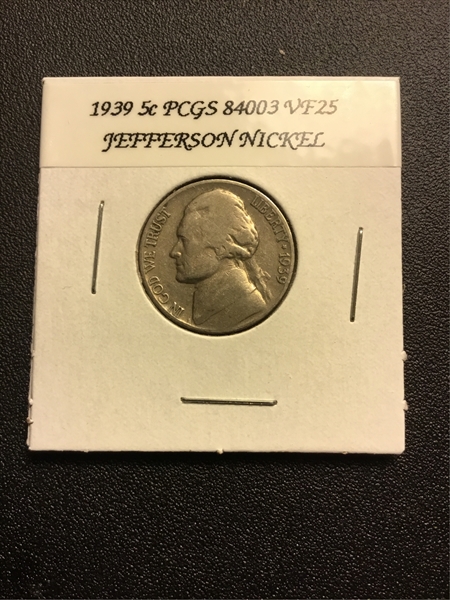 1939 5c PCGS 84003 VF25
JEFFERSON NICKEL
IN GOD WE TRUST
LIBERTY * 1939